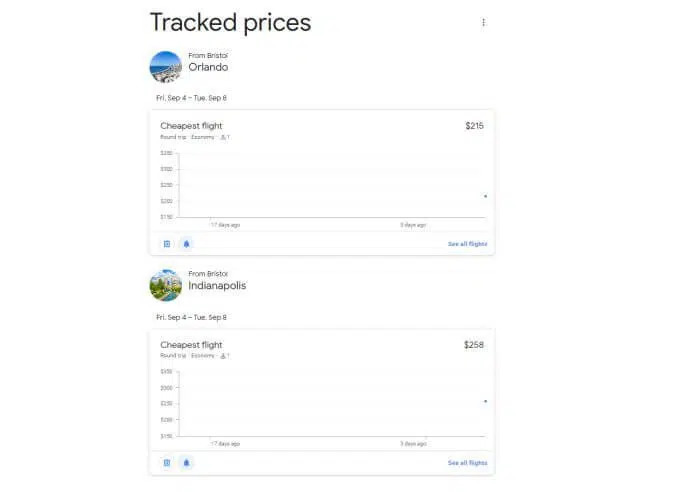 Tracked prices
From Bristol
Orlando
Fri, Sep 4 – Tue, Sep 8
Cheapest flight
$215
Round trip · Economy · 1
$350
$300
$250
$200
$150
17 days ago
3 days ago
See all flights
From Bristol
Indianapolis
Fri, Sep 4 – Tue, Sep 8
Cheapest flight
$258
Round trip · Economy · 1
$350
$300
$250
$200
$150
17 days ago
3 days ago
See all flights